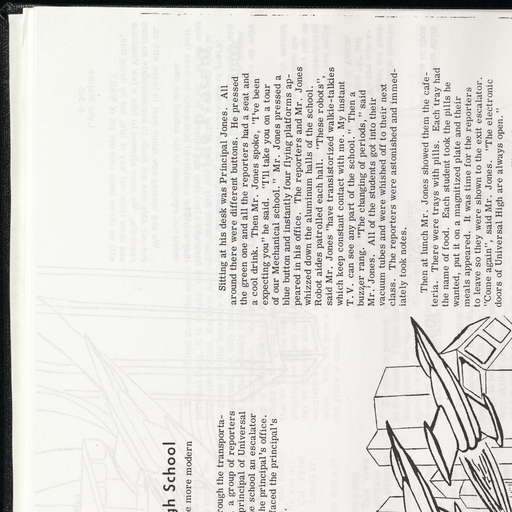 gh School
e more modern
rough the transporta-
a group of reporters
principal of Universal
e school an escalator
he principal's office.
faced the principal's
Sitting at his desk was Principal Jones. All
around there were different buttons. He pressed
the green one and all the reporters had a seat and
a cool drink. Then Mr. Jones spoke, "I've been
expecting you" he said. "I'll take you on a tour
of our Mechanical school." Mr. Jones pressed a
blue button and instantly four flying platforms ap-
peared in his office. The reporters and Mr. Jones
whizzed down the aluminum halls of the school.
Robot aides patrolled each hall. "These robots",
said Mr. Jones "have transistorized walkie-talkies
which keep constant contact with me. My instant
T.V. can see any part of the school." Then a
buzzer rang. "The changing of periods," said
Mr. Jones. All of the students got into their
vacuum tubes and were whished off to their next
class. The reporters were astonished and immed-
iately took notes.
Then at lunch Mr. Jones showed them the cafe-
teria. There were trays with pills. Each tray had
the name of food. Each student took the pills he
wanted, put it on a magnitized plate and their
meals appeared. It was time for the reporters
to leave so they were shown to the exit escalator.
"Come again", said Mr. Jones. "The electronic
doors of Universal High are always open."